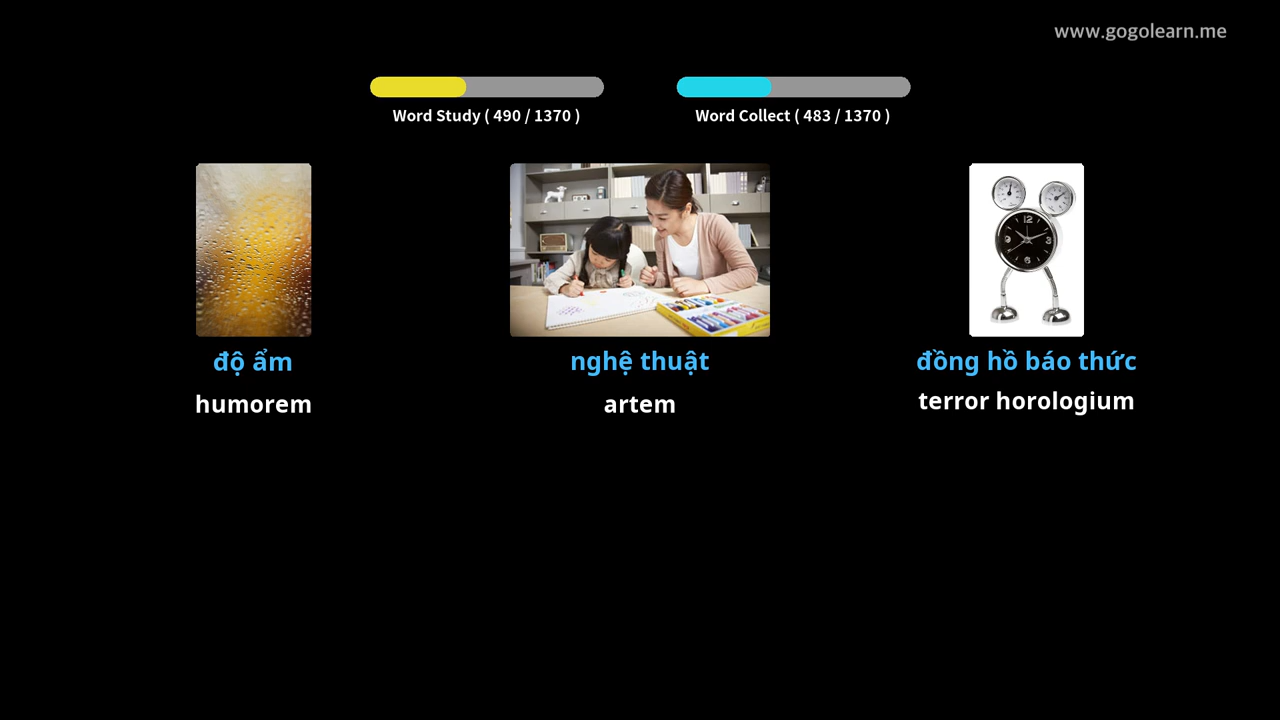 www.gogolearn.me
Word Study ( 490 / 1370 )
Word Collect ( 483 / 1370 )
độ ẩm
humorem
nghệ thuật
artem
đồng hồ báo thức
terror horologium